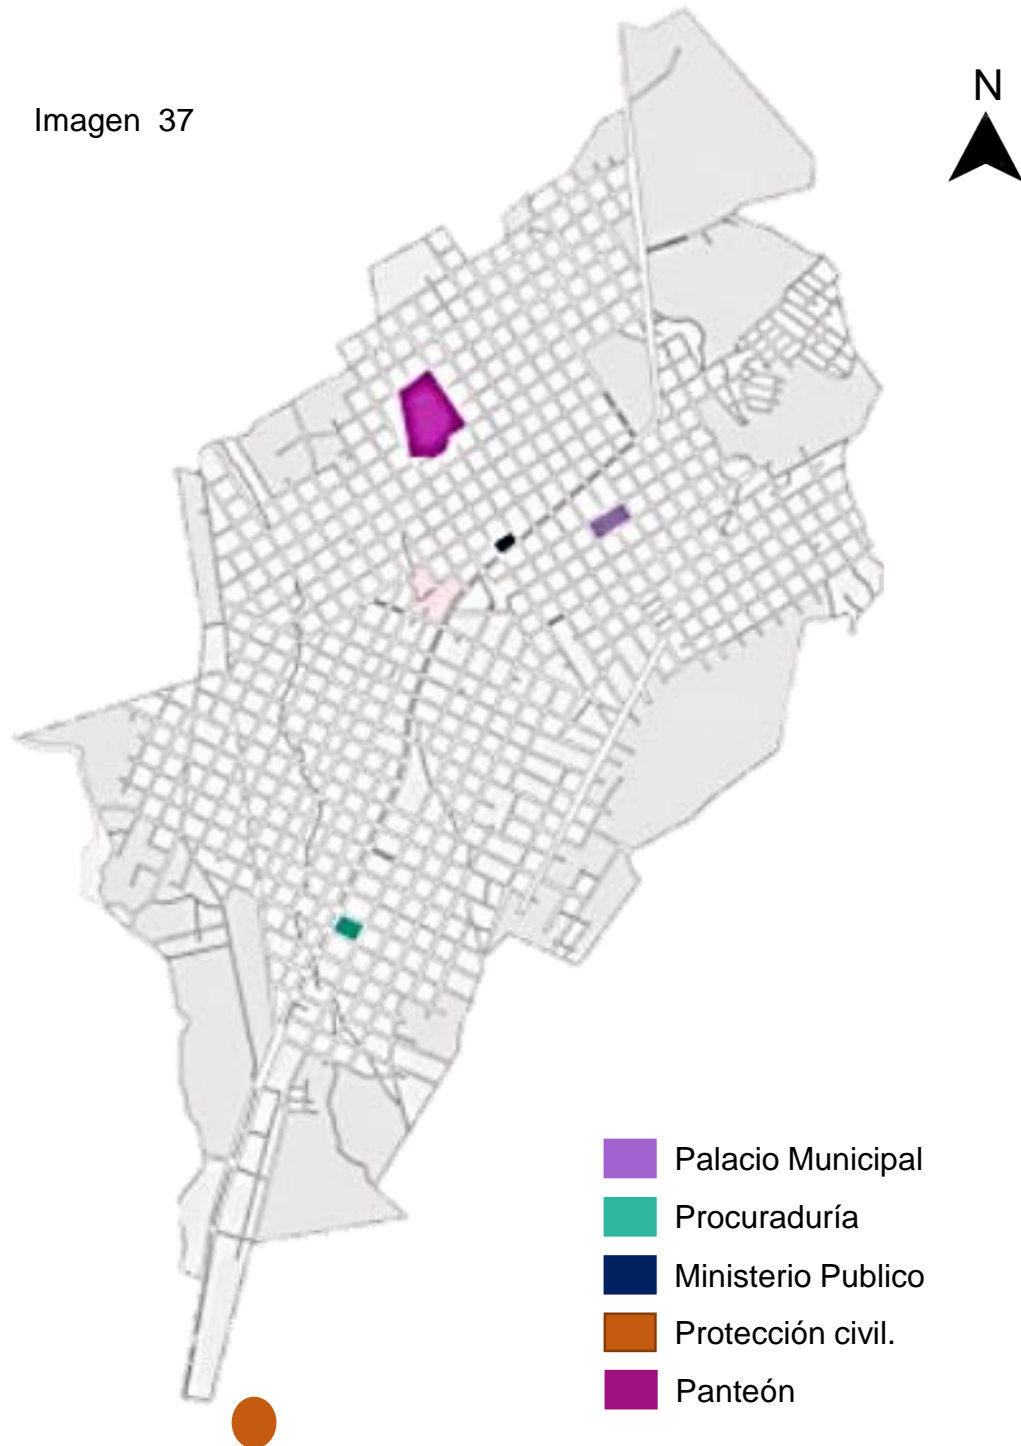 Imagen 37
N
Palacio Municipal
Procuraduría
Ministerio Publico
Protección civil.
Panteón